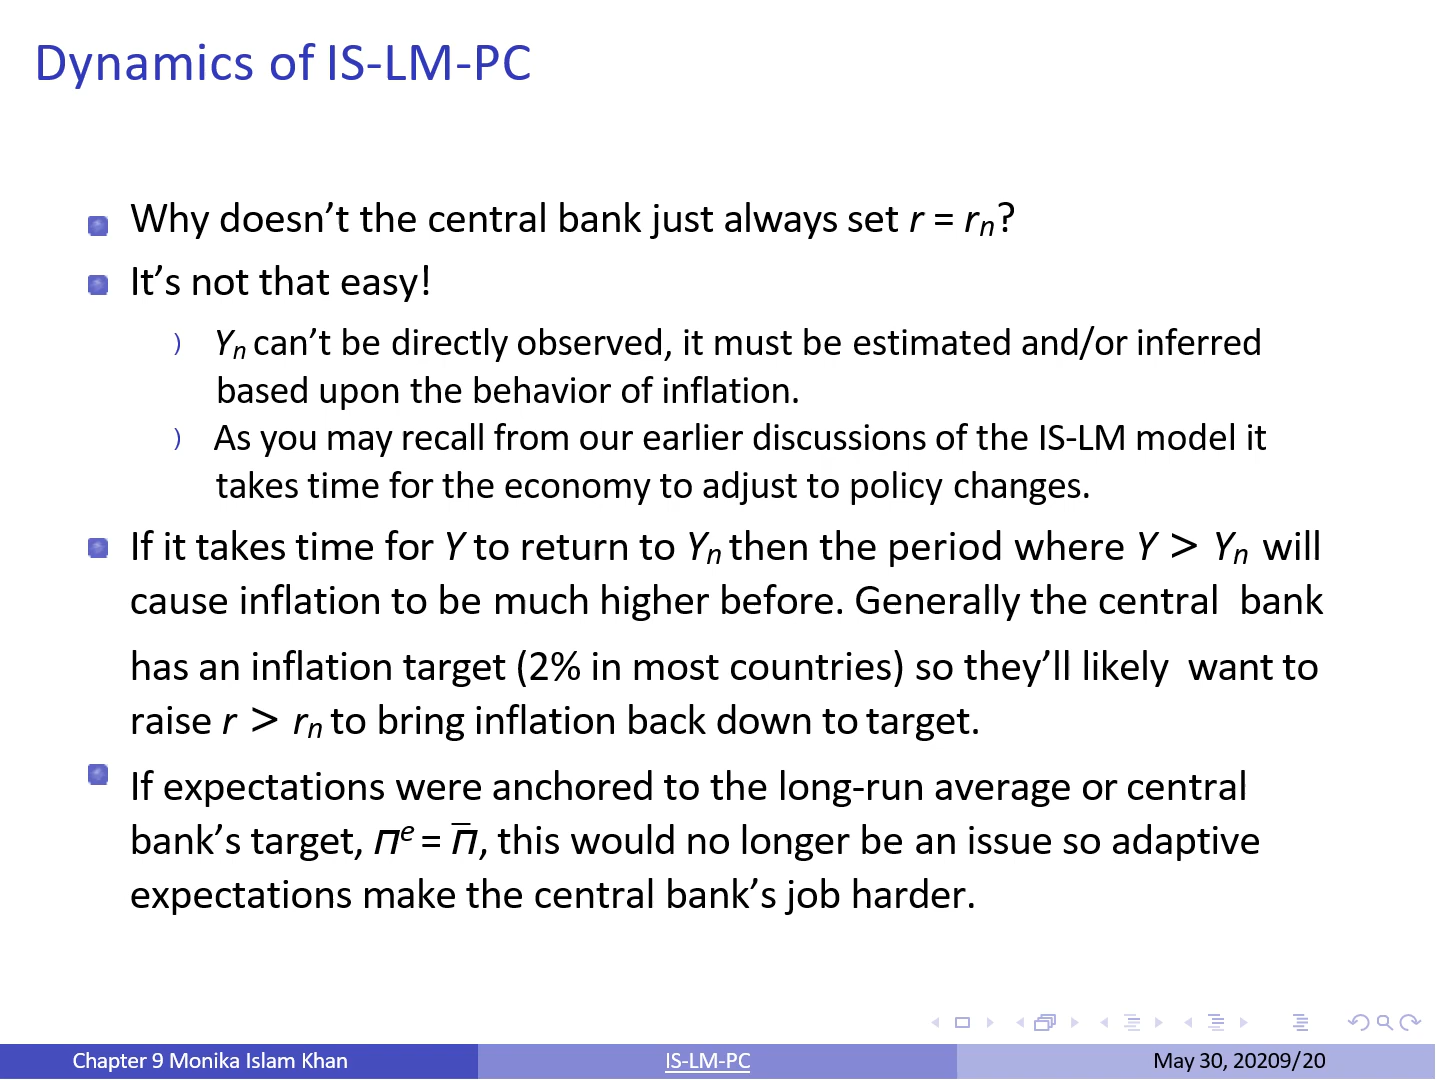 Dynamics of IS-LM-PC
Why doesn’t the central bank just always set r = rn?
It’s not that easy!
) Yn can’t be directly observed, it must be estimated and/or inferred
based upon the behavior of inflation.
) As you may recall from our earlier discussions of the IS-LM model it
takes time for the economy to adjust to policy changes.
If it takes time for Y to return to Yn then the period where Y > Yn will
cause inflation to be much higher before. Generally the central bank
has an inflation target (2% in most countries) so they’ll likely want to
raise r > rn to bring inflation back down to target.
If expectations were anchored to the long-run average or central
bank’s target, πe = π̅, this would no longer be an issue so adaptive
expectations make the central bank’s job harder.
Chapter 9 Monika Islam Khan
IS-LM-PC
May 30, 20209/20